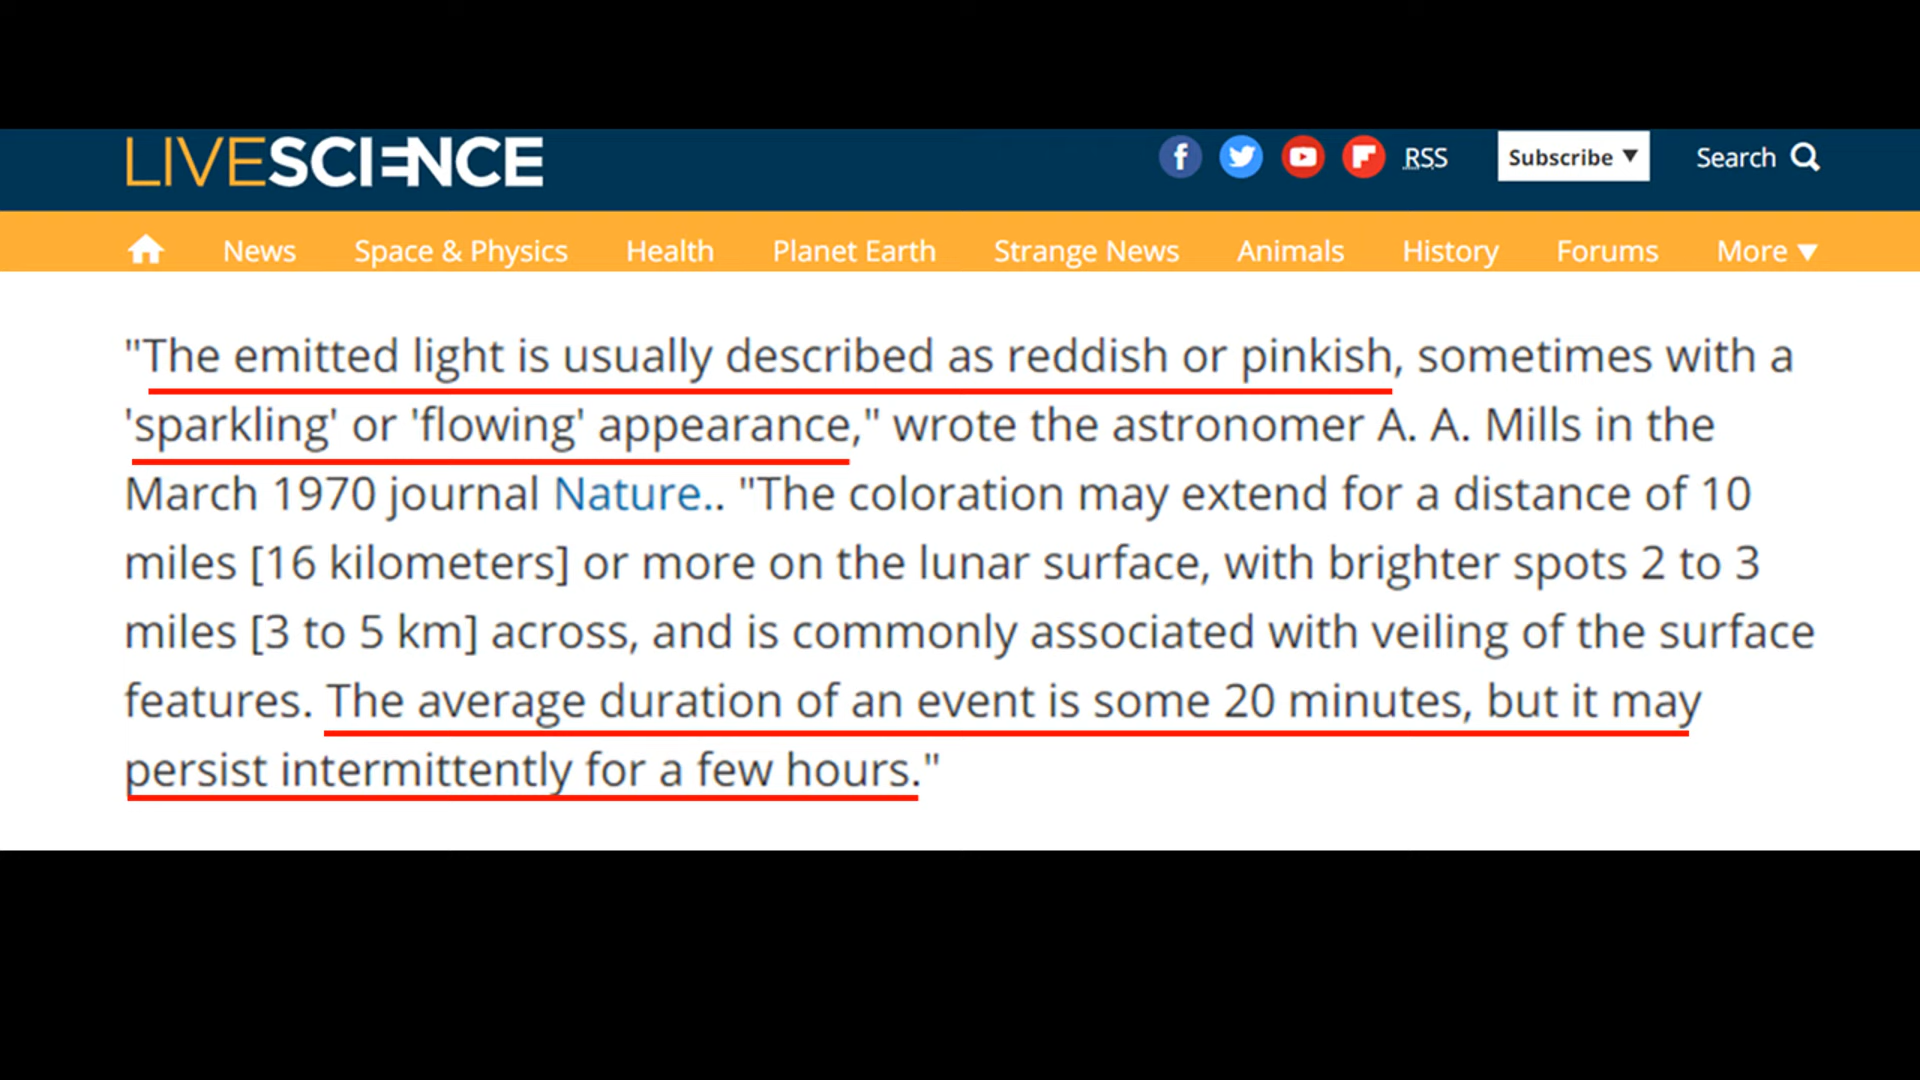 LIVESCIENCE
RSS
Subscribe
Search
News Space & Physics Health Planet Earth Strange News Animals History Forums More
"The emitted light is usually described as reddish or pinkish, sometimes with a
'sparkling' or 'flowing' appearance," wrote the astronomer A. A. Mills in the
March 1970 journal Nature.. "The coloration may extend for a distance of 10
miles [16 kilometers] or more on the lunar surface, with brighter spots 2 to 3
miles [3 to 5 km] across, and is commonly associated with veiling of the surface
features. The average duration of an event is some 20 minutes, but it may
persist intermittently for a few hours."